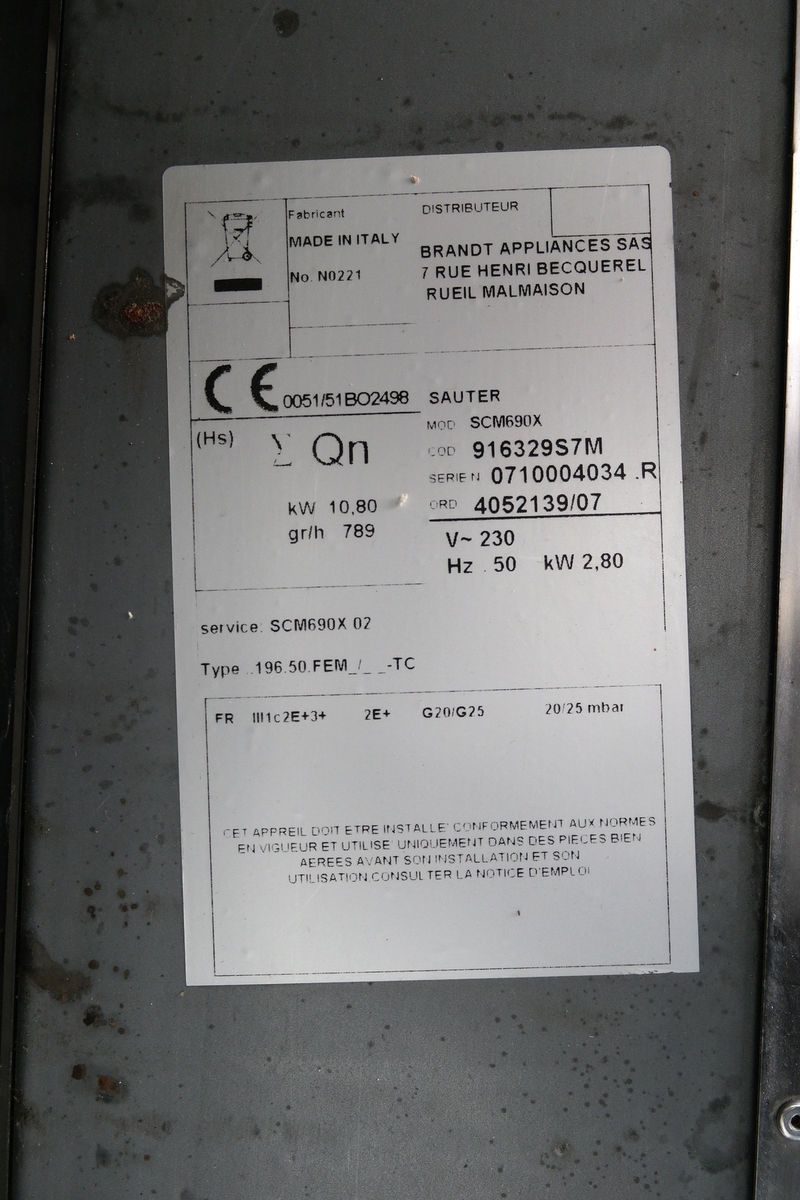 Fabricant
MADE IN ITALY
No. N0221
DISTRIBUTEUR
BRANDT APPLIANCES SAS
7 RUE HENRI BECQUEREL
RUEIL MALMAISON
CE 0051/51BO2498
(Hs) Σ Qn
kW 10,80
gr/h 789
SAUTER
MOD SCM690X
COD 916329S7M
SERIE N 0710004034 .R
ORD 4052139/07
V~ 230
Hz . 50 kW 2,80
service: SCM690X 02
Type ..196.50.FEM_/_ _-TC
FR III1c2E+3+ 2E+ G20/G25 20/25 mbar
CET APPREIL DOIT ETRE INSTALLE' CONFORMEMENT AUX NORMES
EN VIGUEUR ET UTILISE' UNIQUEMENT DANS DES PIECES BIEN
AEREES AVANT SON INSTALLATION ET SON
UTILISATION,CONSULTER LA NOTICE D'EMPLOI